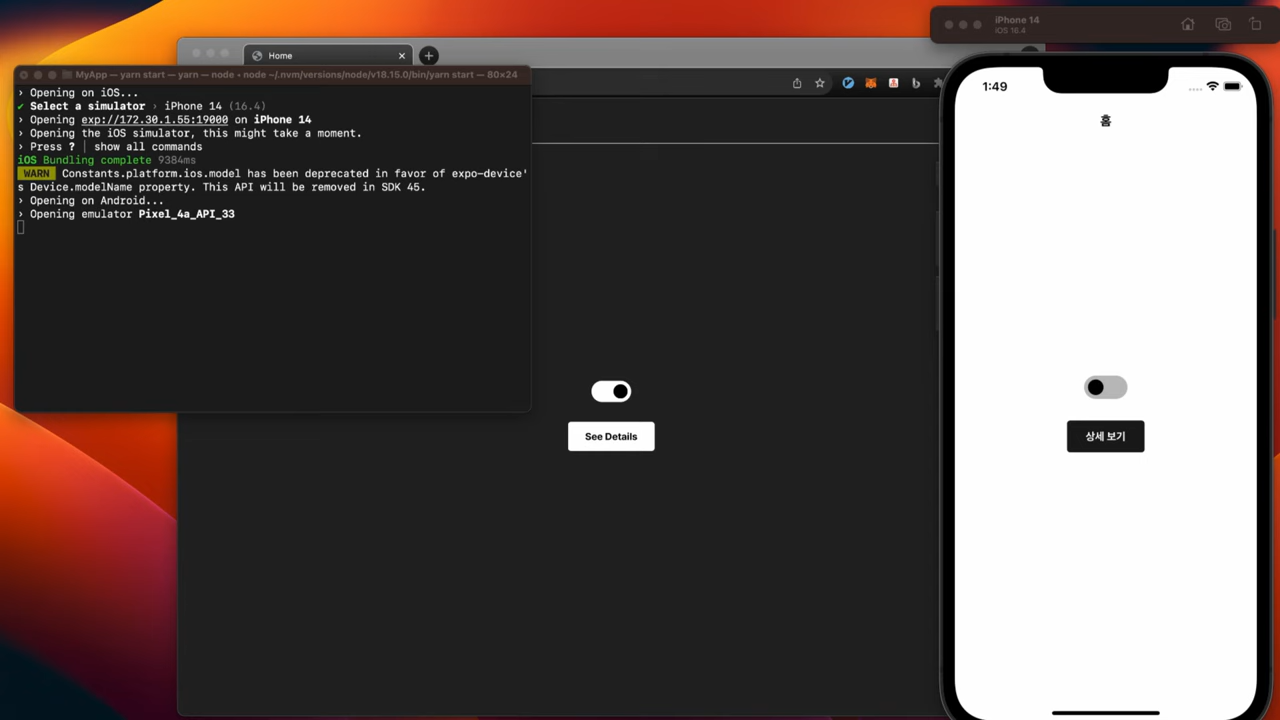 iPhone 14
iOS 16.4
Home
MyApp — yarn start — yarn — node • node ~/.nvm/versions/node/v18.15.0/bin/yarn start — 80×24
› Opening on iOS...
✔ Select a simulator › iPhone 14 (16.4)
› Opening exp://172.30.1.55:19000 on iPhone 14
› Opening the iOS simulator, this might take a moment.
› Press ? │ show all commands
iOS Bundling complete 9384ms
WARN Constants.platform.ios.model has been deprecated in favor of expo-device'
s Device.modelName property. This API will be removed in SDK 45.
› Opening on Android...
› Opening emulator Pixel_4a_API_33
See Details
1:49
홈
상세 보기